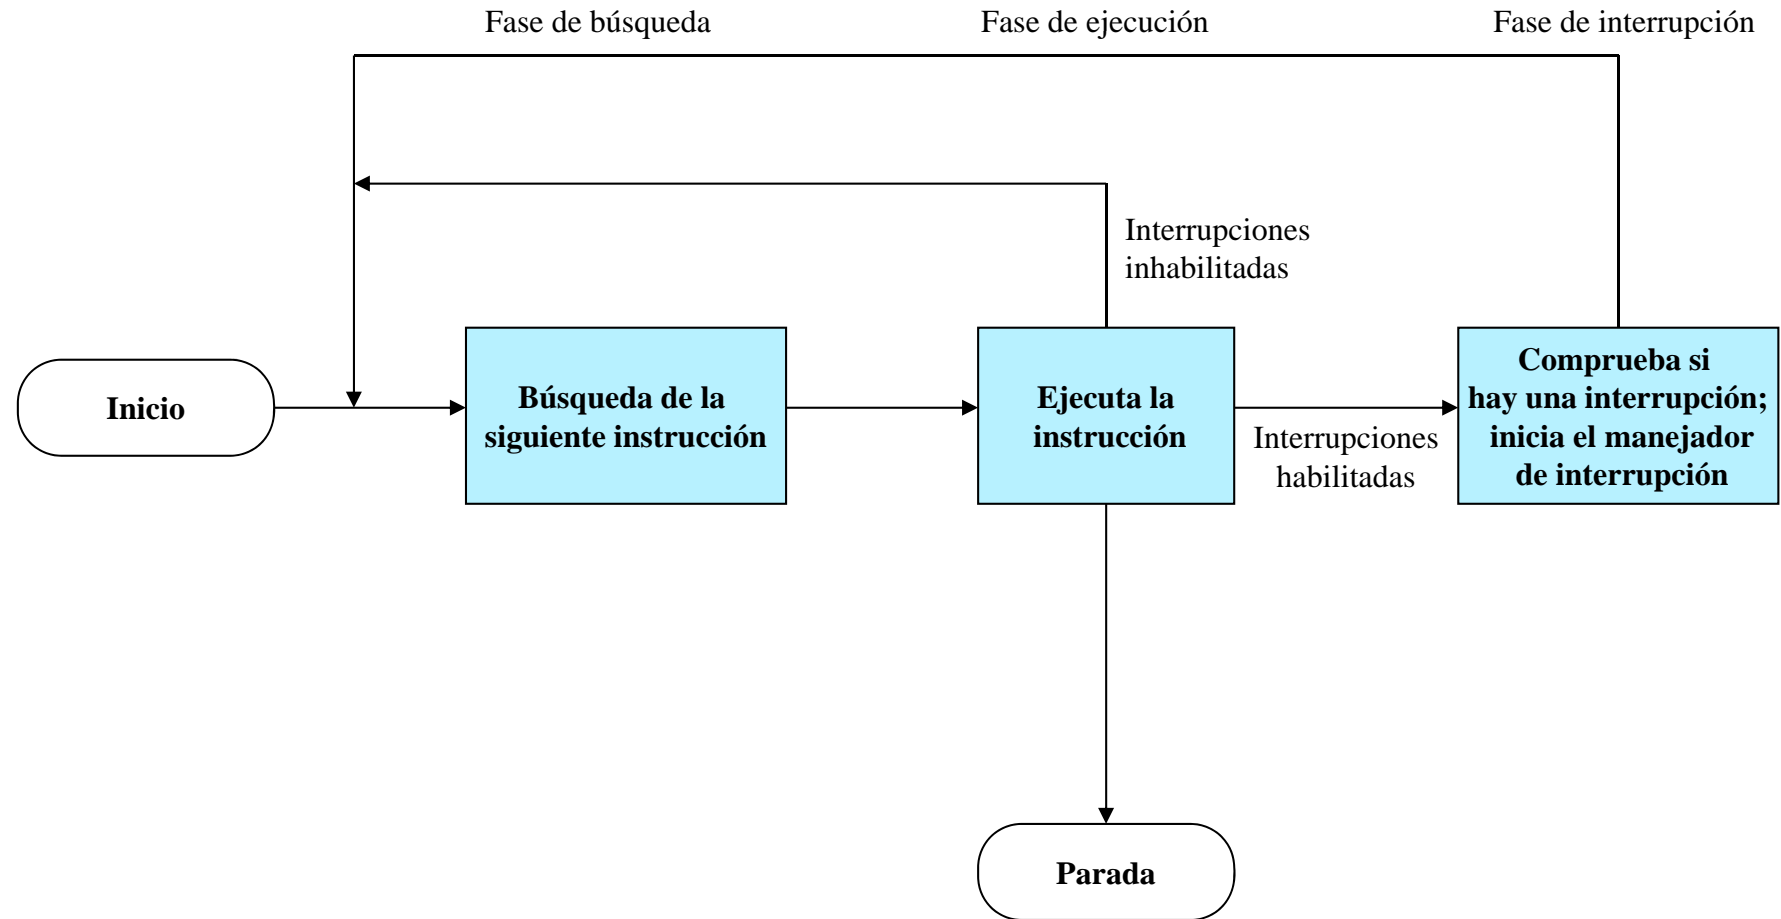 Fase de búsqueda
Fase de ejecución
Fase de interrupción
Interrupciones
inhabilitadas
Inicio
Búsqueda de la
siguiente instrucción
Ejecuta la
instrucción
Interrupciones
habilitadas
Comprueba si
hay una interrupción;
inicia el manejador
de interrupción
Parada